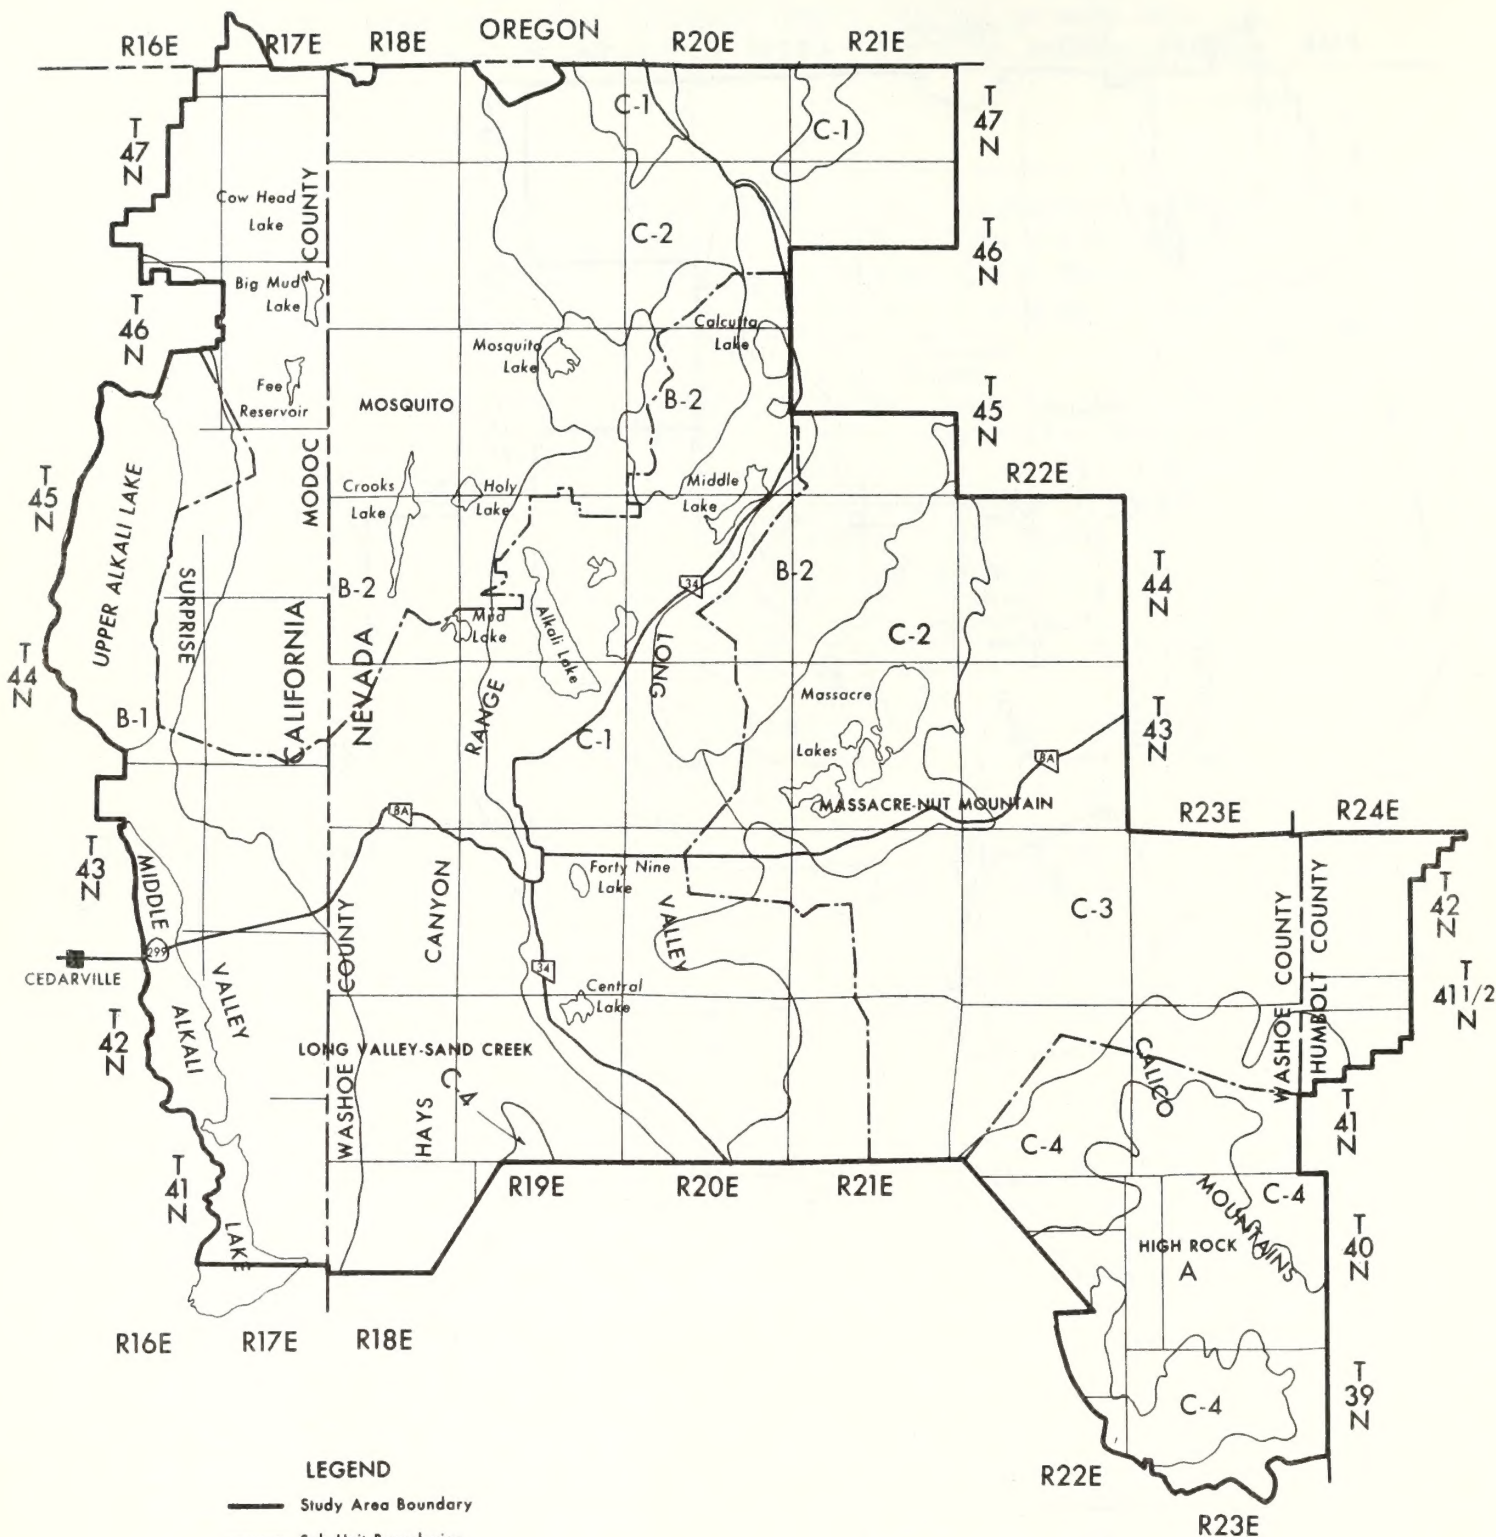 OREGON
R16E
R17E
R18E
R20E
R21E
T
47
N
T
47
N
C-1
C-1
Cow Head
Lake
COUNTY
C-2
T
46
N
Big Mud
Lake
T
46
N
Mosquito
Lake
Calcutta
Lake
Fee
Reservoir
MOSQUITO
B-2
T
45
N
R22E
T
45
N
UPPER ALKALI LAKE
MODOC
Crooks
Lake
Holy
Lake
Middle
Lake
SURPRISE
B-2
34
B-2
T
44
N
Mud
Lake
Alkali Lake
LONG
C-2
T
44
N
CALIFORNIA
NEVADA
RANGE
Massacre
Lakes
B-1
C-1
T
43
N
8A
MASSACRE-NUT MOUNTAIN
R23E
R24E
8A
T
43
N
MIDDLE
Forty Nine
Lake
CANYON
VALLEY
C-3
WASHOE COUNTY
HUMBOLT COUNTY
T
42
N
COUNTY
299
CEDARVILLE
VALLEY
34
Central
Lake
T
41 1/2
N
T
42
N
ALKALI
LONG VALLEY-SAND CREEK
WASHOE
HAYS
C-4
CALICO
WASHOE
T
41
N
C-4
T
41
N
R19E
R20E
R21E
C-4
MOUNTAINS
LAKE
HIGH ROCK
A
T
40
N
R16E
R17E
R18E
C-4
T
39
N
R22E
R23E
LEGEND
Study Area Boundary